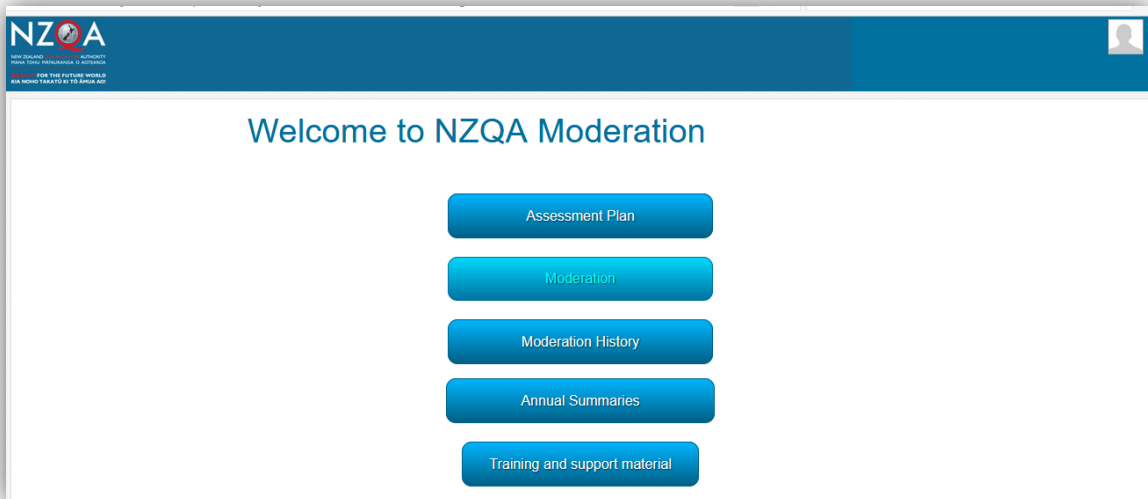 NZQA
NEW ZEALAND QUALIFICATIONS AUTHORITY
MANA TOHU MĀTAURANGA O AOTEAROA
FOR THE FUTURE WORLD
KIA NOHO TAKATŪ KI TŌ ĀMUA AO!
Welcome to NZQA Moderation
Assessment Plan
Moderation
Moderation History
Annual Summaries
Training and support material